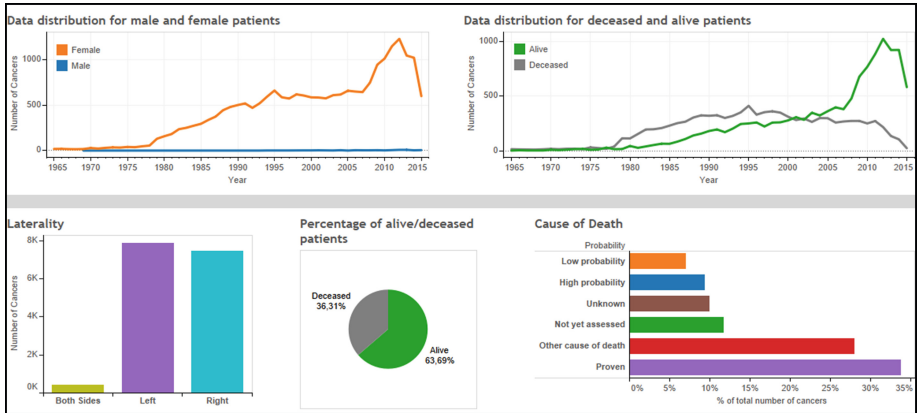 Data distribution for male and female patients
Number of Cancers
1000
500
0
Female
Male
1965 1970 1975 1980 1985 1990 1995 2000 2005 2010 2015
Year
Data distribution for deceased and alive patients
Number of Cancers
1000
500
0
Alive
Deceased
1965 1970 1975 1980 1985 1990 1995 2000 2005 2010 2015
Year
Laterality
Number of Cancers
8K
6K
4K
2K
0K
Both Sides Left Right
Percentage of alive/deceased
patients
Deceased
36,31%
Alive
63,69%
Cause of Death
Probability
Low probability
High probability
Unknown
Not yet assessed
Other cause of death
Proven
0% 5% 10% 15% 20% 25% 30% 35%
% of total number of cancers